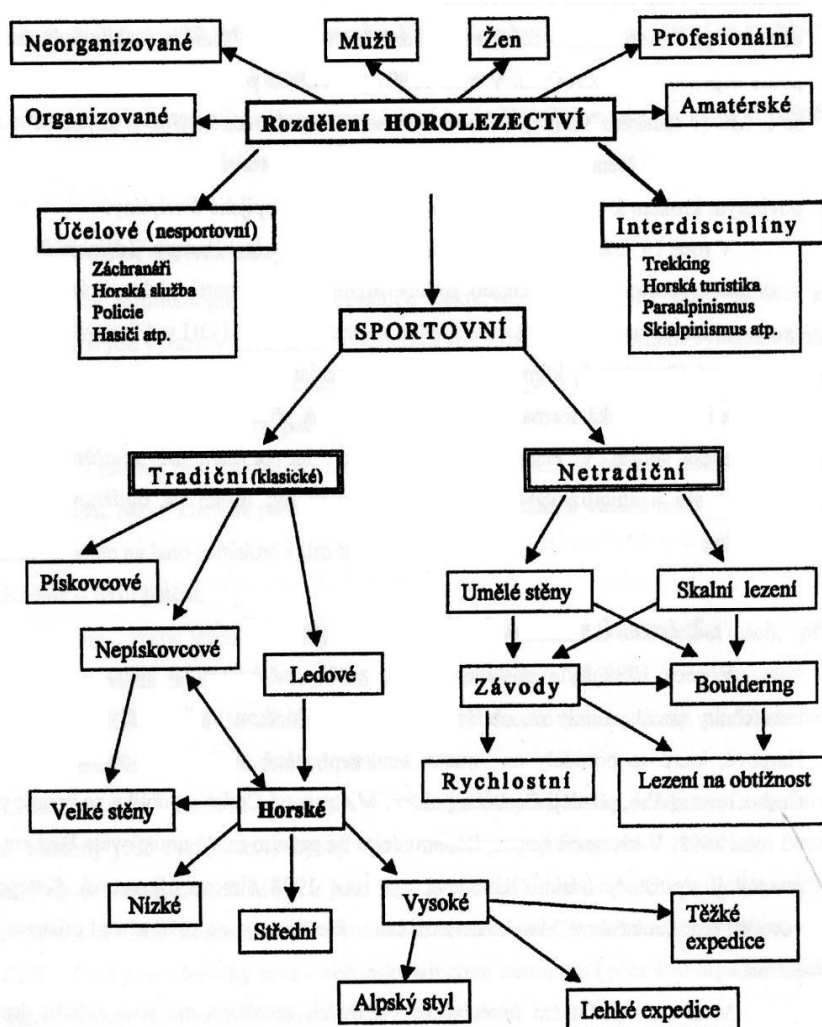 Neorganizované
Mužů
Žen
Profesionální
Organizované
Rozdělení HOROLEZECTVÍ
Amatérské
Účelové (nesportovní)
Záchranáři
Horská služba
Policie
Hasiči atp.
Interdisciplíny
Trekking
Horská turistika
Paraalpinismus
Skialpinismus atp.
SPORTOVNÍ
Tradiční (klasické)
Netradiční
Pískovcové
Umělé stěny
Skalní lezení
Nepískovcové
Ledové
Závody
Bouldering
Rychlostní
Lezení na obtížnost
Velké stěny
Horské
Nízké
Střední
Vysoké
Těžké
expedice
Alpský styl
Lehké expedice